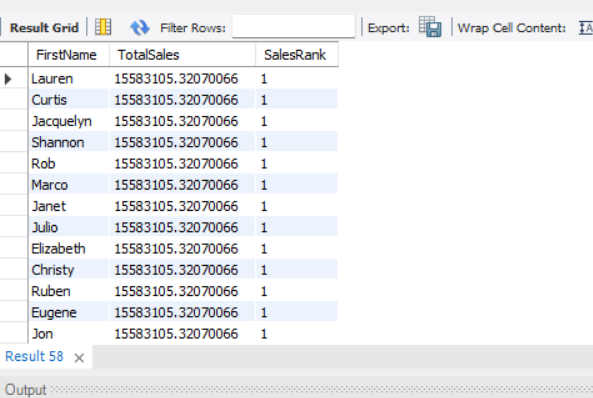 Result Grid Filter Rows: Export: Wrap Cell Content: IA
FirstName TotalSales SalesRank
Lauren 15583105.32070066 1
Curtis 15583105.32070066 1
Jacquelyn 15583105.32070066 1
Shannon 15583105.32070066 1
Rob 15583105.32070066 1
Marco 15583105.32070066 1
Janet 15583105.32070066 1
Julio 15583105.32070066 1
Elizabeth 15583105.32070066 1
Christy 15583105.32070066 1
Ruben 15583105.32070066 1
Eugene 15583105.32070066 1
Jon 15583105.32070066 1
Result 58
Output